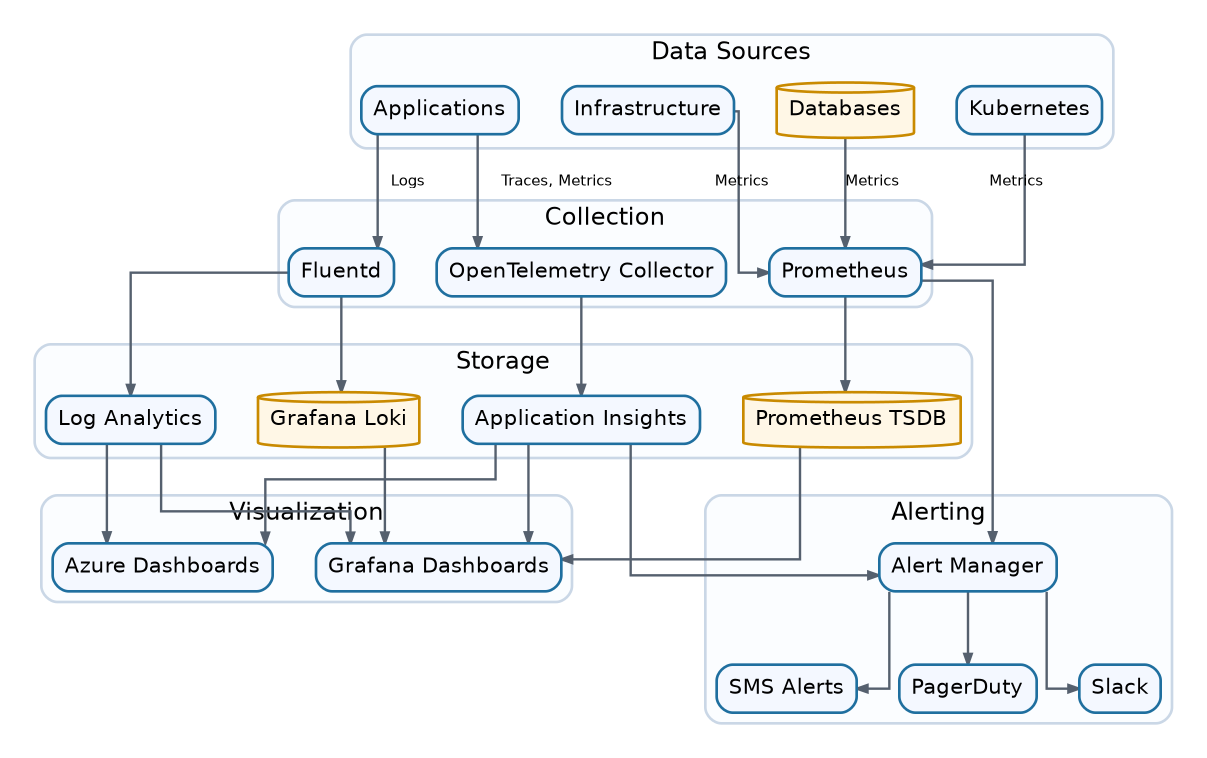 Data Sources
Applications
Infrastructure
Databases
Kubernetes
Logs
Traces, Metrics
Metrics
Metrics
Metrics
Collection
Fluentd
OpenTelemetry Collector
Prometheus
Storage
Log Analytics
Grafana Loki
Application Insights
Prometheus TSDB
Visualization
Alerting
Azure Dashboards
Grafana Dashboards
Alert Manager
SMS Alerts
PagerDuty
Slack